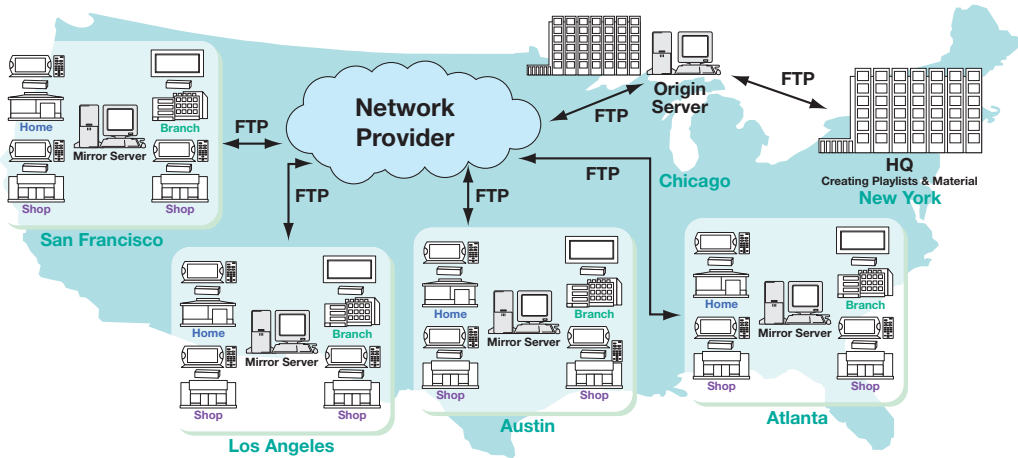 Network
Provider
Origin
Server
FTP
FTP
HQ
Creating Playlists & Material
New York
Chicago
FTP
FTP
FTP
FTP
Home
Branch
Mirror Server
Shop
Shop
San Francisco
Home
Branch
Mirror Server
Shop
Shop
Los Angeles
Home
Branch
Mirror Server
Shop
Shop
Austin
Home
Branch
Mirror Server
Shop
Shop
Atlanta